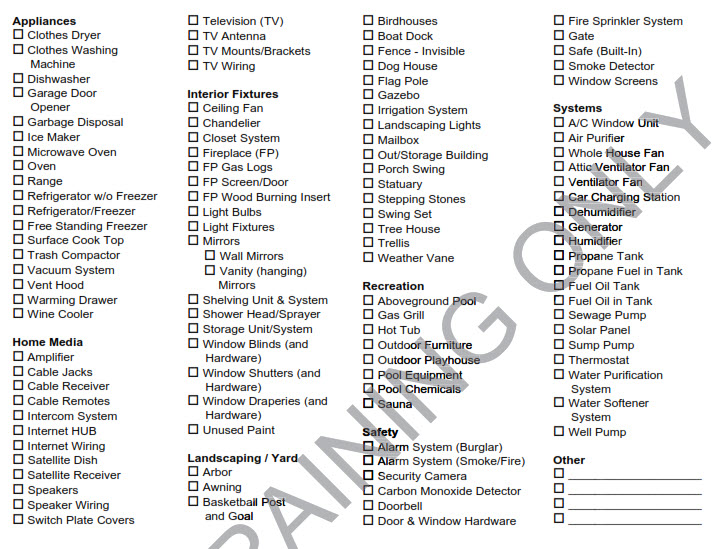 Appliances
☐ Clothes Dryer
☐ Clothes Washing
Machine
☐ Dishwasher
☐ Garage Door
Opener
☐ Garbage Disposal
☐ Ice Maker
☐ Microwave Oven
☐ Oven
☐ Range
☐ Refrigerator w/o Freezer
☐ Refrigerator/Freezer
☐ Free Standing Freezer
☐ Surface Cook Top
☐ Trash Compactor
☐ Vacuum System
☐ Vent Hood
☐ Warming Drawer
☐ Wine Cooler
Home Media
☐ Amplifier
☐ Cable Jacks
☐ Cable Receiver
☐ Cable Remotes
☐ Intercom System
☐ Internet HUB
☐ Internet Wiring
☐ Satellite Dish
☐ Satellite Receiver
☐ Speakers
☐ Speaker Wiring
☐ Switch Plate Covers
☐ Television (TV)
☐ TV Antenna
☐ TV Mounts/Brackets
☐ TV Wiring
Interior Fixtures
☐ Ceiling Fan
☐ Chandelier
☐ Closet System
☐ Fireplace (FP)
☐ FP Gas Logs
☐ FP Screen/Door
☐ FP Wood Burning Insert
☐ Light Bulbs
☐ Light Fixtures
☐ Mirrors
☐ Wall Mirrors
☐ Vanity (hanging)
Mirrors
☐ Shelving Unit & System
☐ Shower Head/Sprayer
☐ Storage Unit/System
☐ Window Blinds (and
Hardware)
☐ Window Shutters (and
Hardware)
☐ Window Draperies (and
Hardware)
☐ Unused Paint
Landscaping / Yard
☐ Arbor
☐ Awning
☐ Basketball Post
and Goal
☐ Birdhouses
☐ Boat Dock
☐ Fence - Invisible
☐ Dog House
☐ Flag Pole
☐ Gazebo
☐ Irrigation System
☐ Landscaping Lights
☐ Mailbox
☐ Out/Storage Building
☐ Porch Swing
☐ Statuary
☐ Stepping Stones
☐ Swing Set
☐ Tree House
☐ Trellis
☐ Weather Vane
Recreation
☐ Aboveground Pool
☐ Gas Grill
☐ Hot Tub
☐ Outdoor Furniture
☐ Outdoor Playhouse
☐ Pool Equipment
☐ Pool Chemicals
☐ Sauna
Safety
☐ Alarm System (Burglar)
☐ Alarm System (Smoke/Fire)
☐ Security Camera
☐ Carbon Monoxide Detector
☐ Doorbell
☐ Door & Window Hardware
☐ Fire Sprinkler System
☐ Gate
☐ Safe (Built-In)
☐ Smoke Detector
☐ Window Screens
Systems
☐ A/C Window Unit
☐ Air Purifier
☐ Whole House Fan
☐ Attic Ventilator Fan
☐ Ventilator Fan
☐ Car Charging Station
☐ Dehumidifier
☐ Generator
☐ Humidifier
☐ Propane Tank
☐ Propane Fuel in Tank
☐ Fuel Oil Tank
☐ Fuel Oil in Tank
☐ Sewage Pump
☐ Solar Panel
☐ Sump Pump
☐ Thermostat
☐ Water Purification
System
☐ Water Softener
System
☐ Well Pump
Other
☐ ____________________
☐ ____________________
☐ ____________________
☐ ____________________
RAINING ONLY